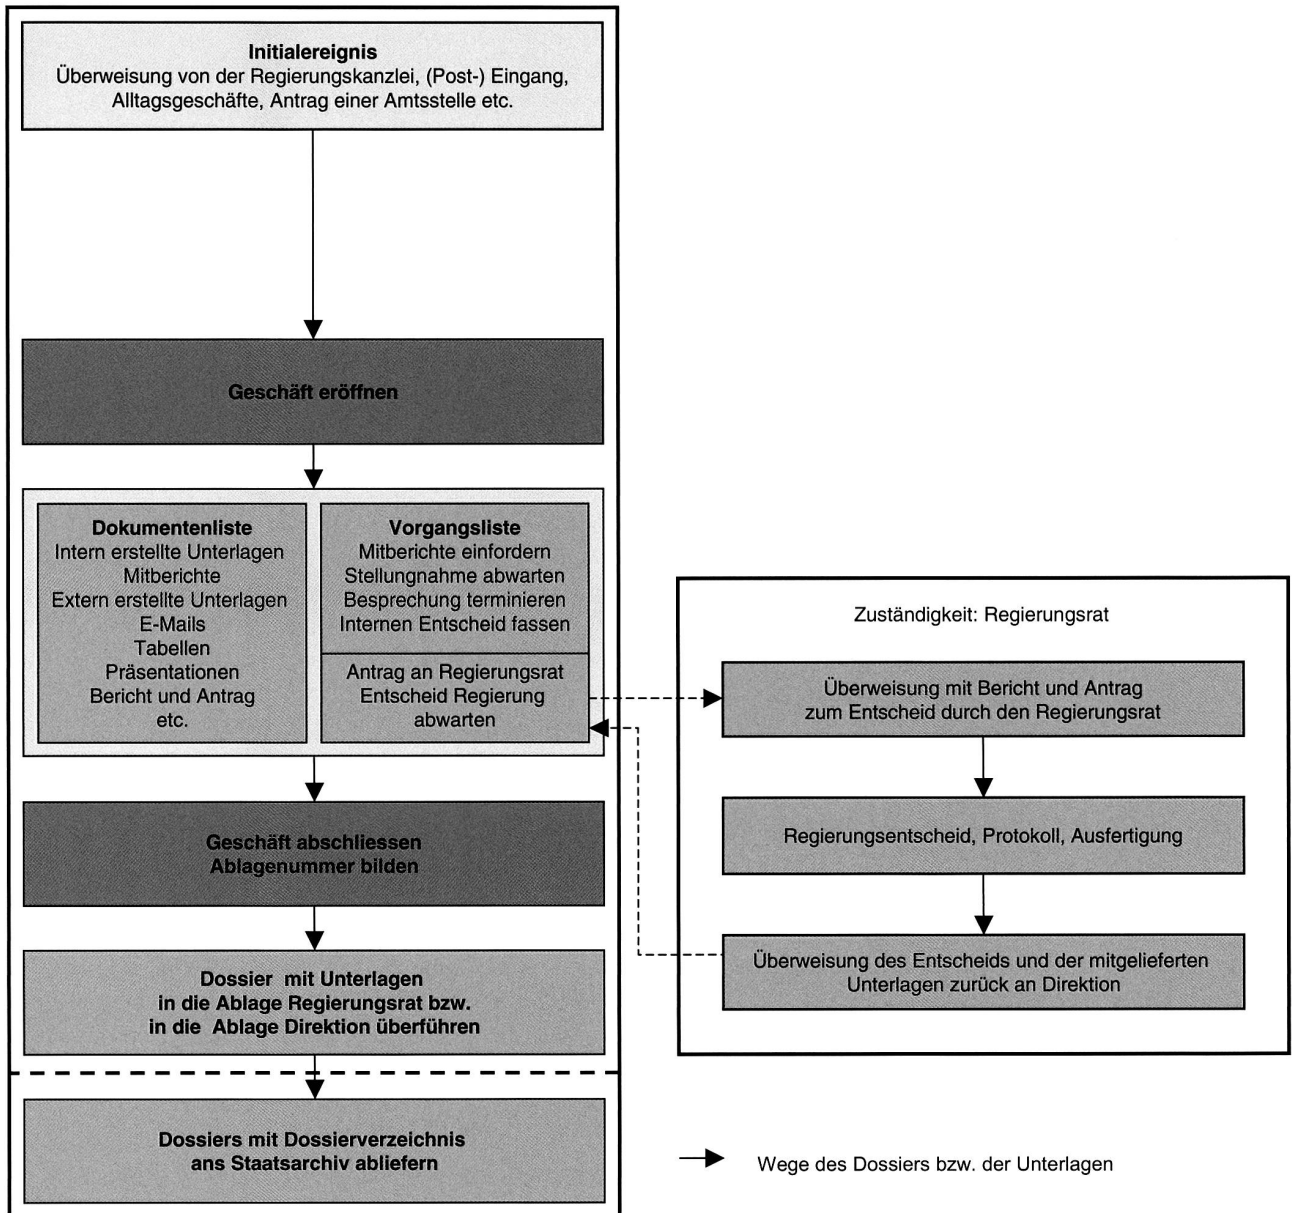 Initialereignis
Überweisung von der Regierungskanzlei, (Post-) Eingang,
Alltagsgeschäfte, Antrag einer Amtsstelle etc.
Geschäft eröffnen
Dokumentenliste
Intern erstellte Unterlagen
Mitberichte
Extern erstellte Unterlagen
E-Mails
Tabellen
Präsentationen
Bericht und Antrag
etc.
Vorgangsliste
Mitberichte einfordern
Stellungnahme abwarten
Besprechung terminieren
Internen Entscheid fassen
Antrag an Regierungsrat
Entscheid Regierung
abwarten
Geschäft abschliessen
Ablagenummer bilden
Dossier mit Unterlagen
in die Ablage Regierungsrat bzw.
in die Ablage Direktion überführen
Dossiers mit Dossierverzeichnis
ans Staatsarchiv abliefern
Zuständigkeit: Regierungsrat
Überweisung mit Bericht und Antrag
zum Entscheid durch den Regierungsrat
Regierungsentscheid, Protokoll, Ausfertigung
Überweisung des Entscheids und der mitgelieferten
Unterlagen zurück an Direktion
Wege des Dossiers bzw. der Unterlagen